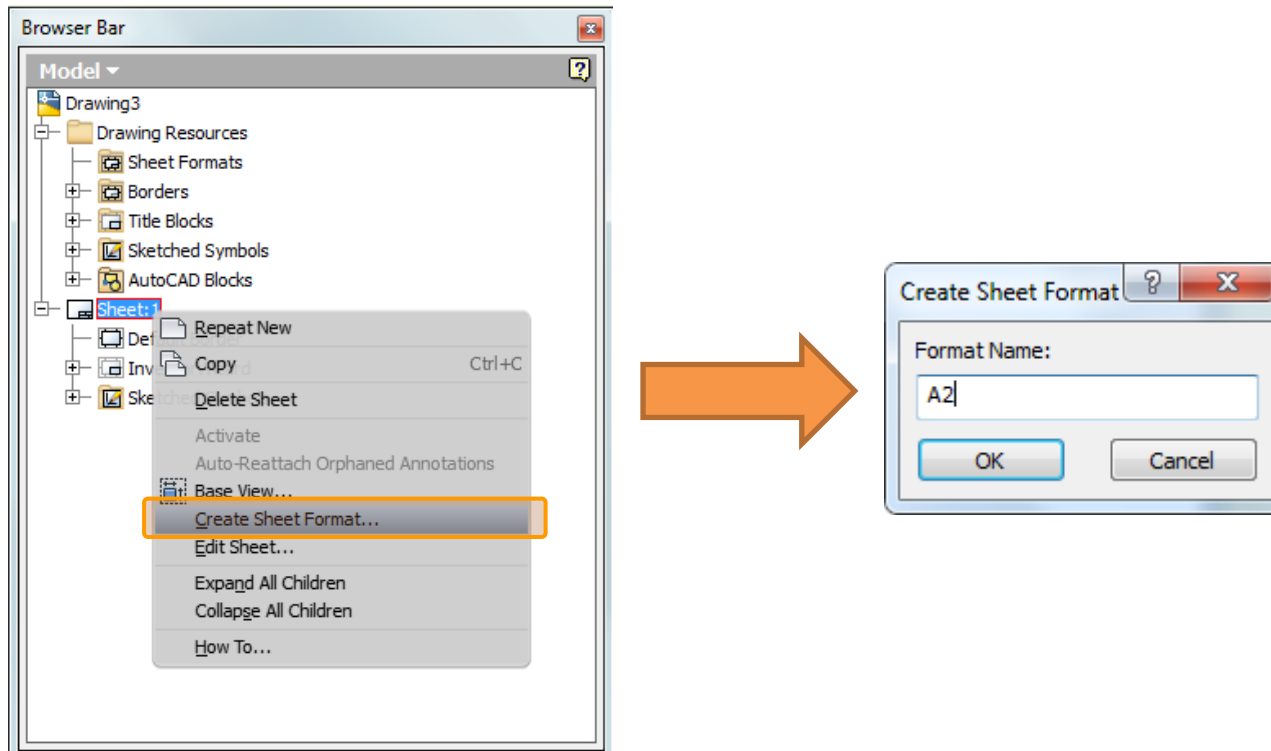 Browser Bar
Model
Drawing3
Drawing Resources
Sheet Formats
Borders
Title Blocks
Sketched Symbols
AutoCAD Blocks
Sheet:1
Repeat New
Copy Ctrl+C
Delete Sheet
Activate
Auto-Reattach Orphaned Annotations
Base View...
Create Sheet Format...
Edit Sheet...
Expand All Children
Collapse All Children
How To...
Create Sheet Format
Format Name:
A2
OK Cancel